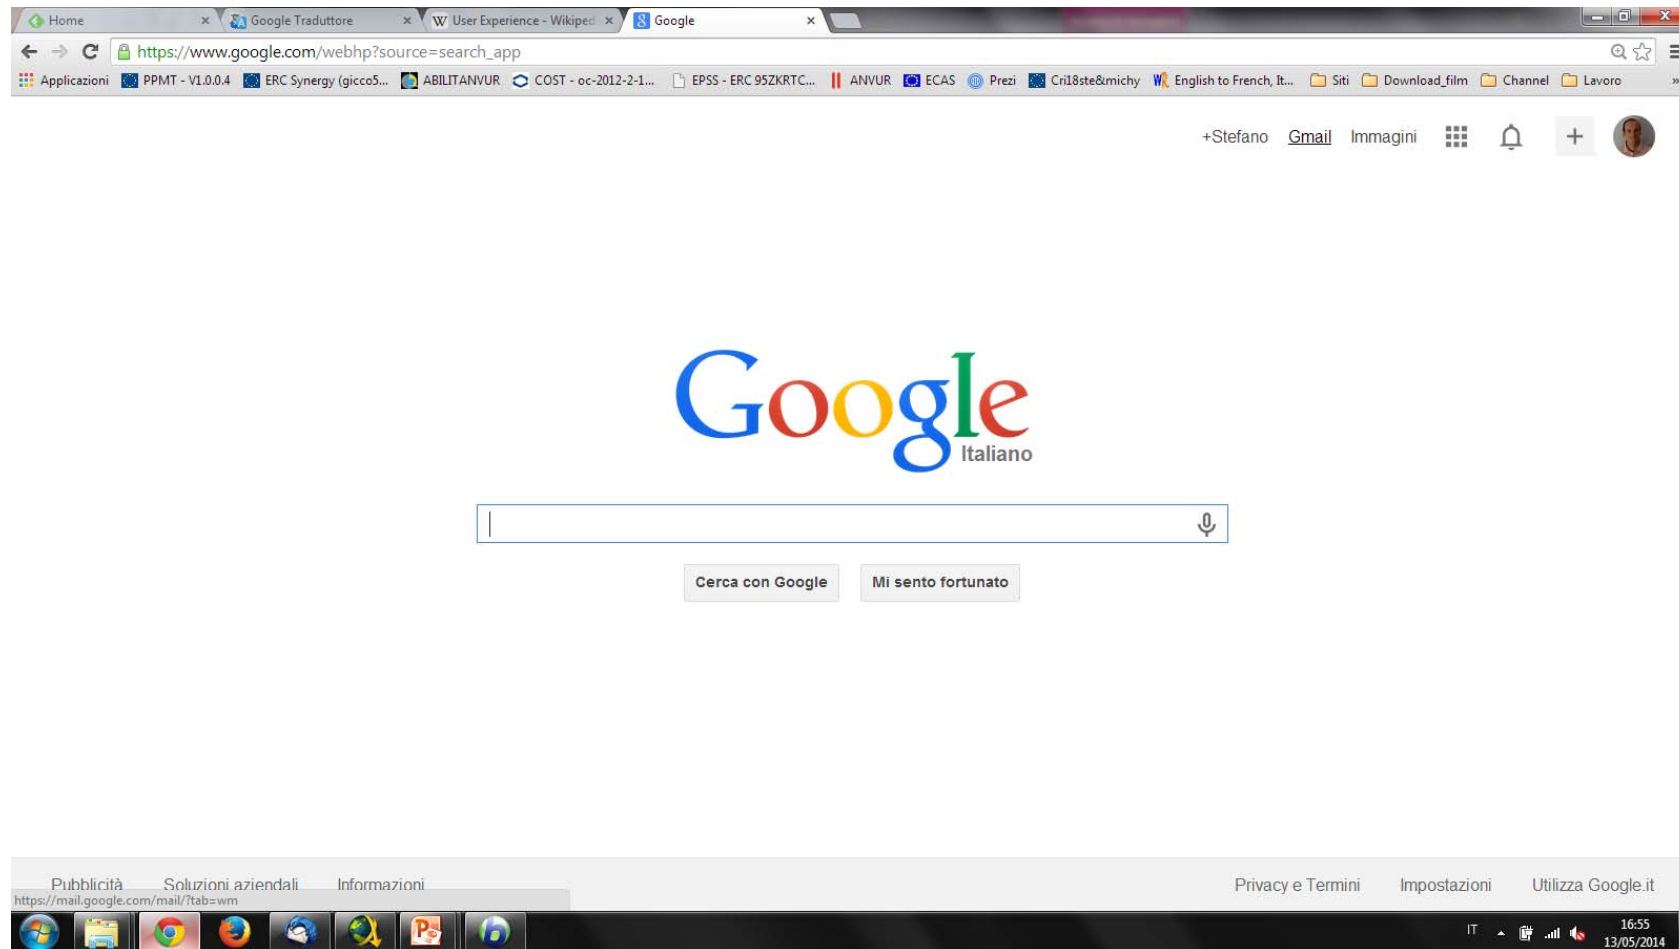 Home
Google Traduttore
User Experience - Wikiped
Google
https://www.google.com/webhp?source=search_app
Applicazioni PPMT - V1.0.0.4 ERC Synergy (gicco5... ABILITANVUR COST - oc-2012-2-1... EPSS - ERC 95ZKRTC... ANVUR ECAS Prezi Cri18ste&michy English to French, It... Siti Download_film Channel Lavoro »
+Stefano Gmail Immagini
Google
Italiano
Cerca con Google Mi sento fortunato
Pubblicità Soluzioni aziendali Informazioni Privacy e Termini Impostazioni Utilizza Google.it
https://mail.google.com/mail/?tab=wm
IT 16:55
13/05/2014